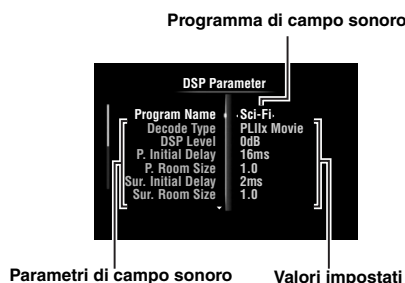 Programma di campo sonoro
DSP Parameter
Program Name ·Sci-Fi·
Decode Type PLIIx Movie
DSP Level 0dB
P. Initial Delay 16ms
P. Room Size 1.0
Sur. Initial Delay 2ms
Sur. Room Size 1.0
Parametri di campo sonoro Valori impostati